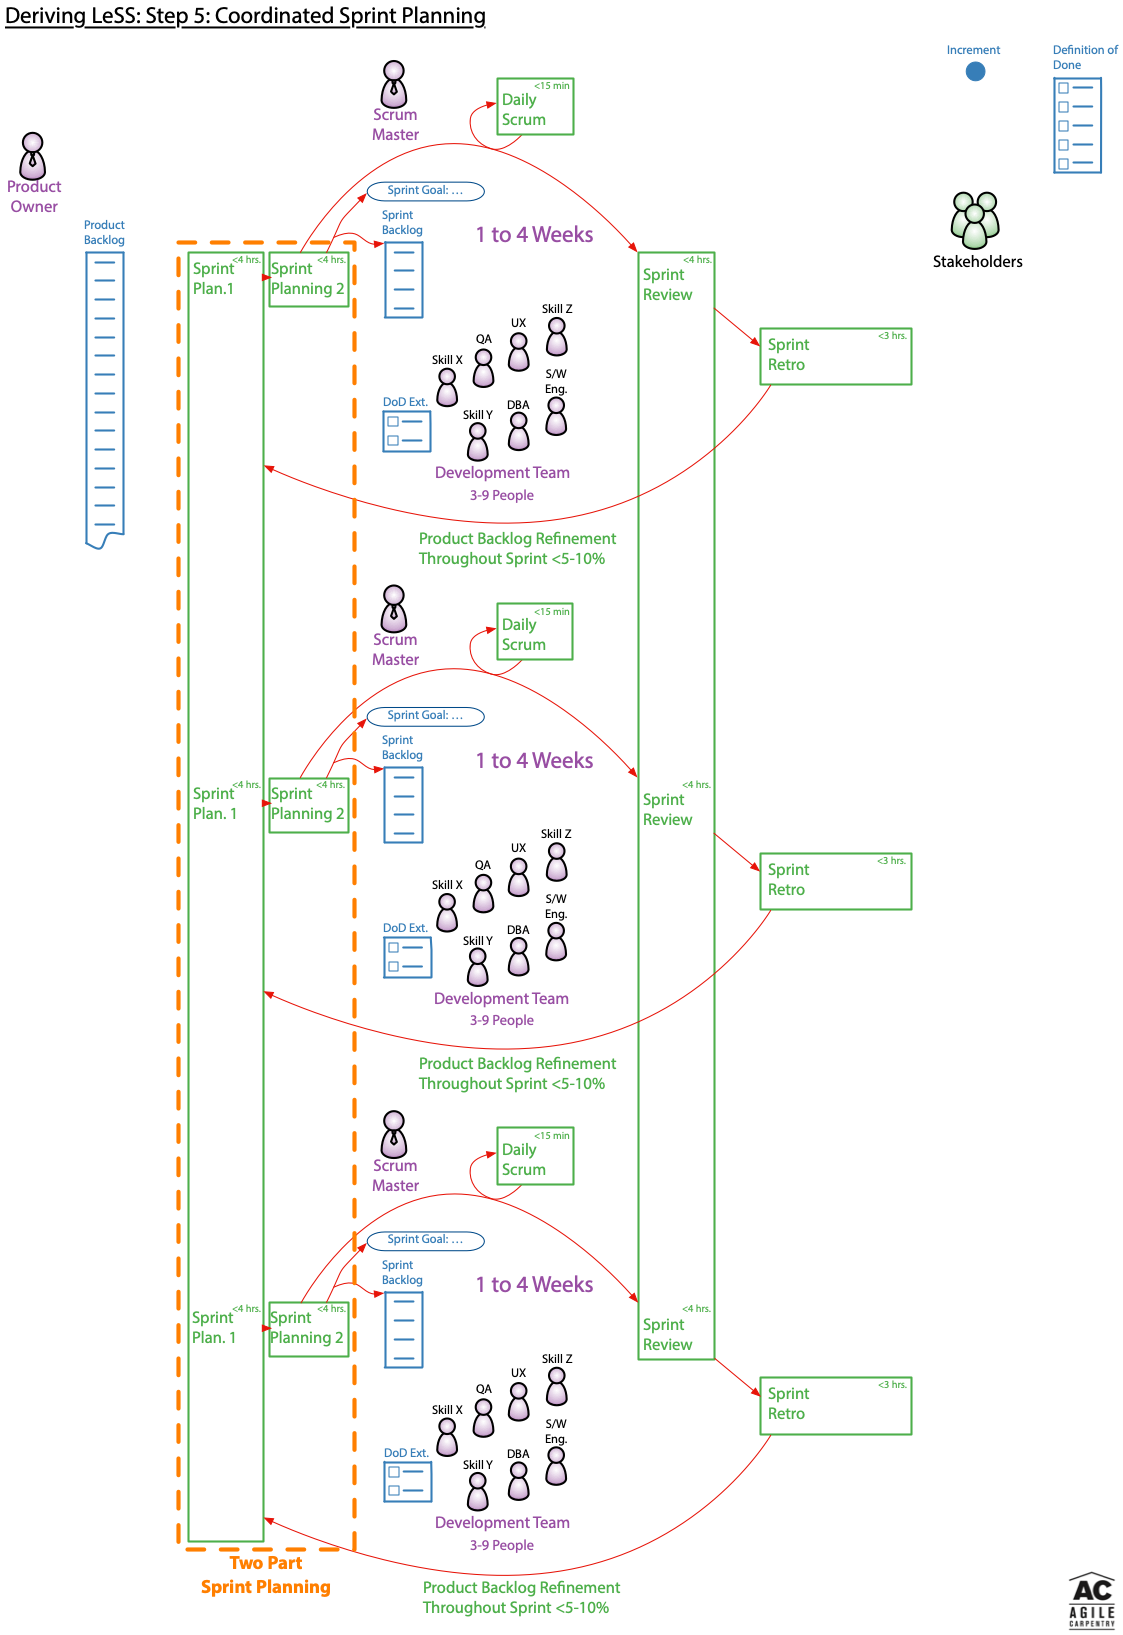 Deriving LeSS: Step 5: Coordinated Sprint Planning
Increment
Definition of
Done
Scrum
Master
<15 min
Daily
Scrum
Product
Owner
Stakeholders
Product
Backlog
Sprint Goal: ...
Sprint
Backlog
1 to 4 Weeks
<4 hrs.
Sprint
Plan.1
<4 hrs.
Sprint
Planning 2
<4 hrs.
Sprint
Review
<3 hrs.
Sprint
Retro
Skill Z
UX
QA
Skill X
S/W
Eng.
DBA
Skill Y
DoD Ext.
Development Team
3-9 People
Product Backlog Refinement
Throughout Sprint <5-10%
Scrum
Master
<15 min
Daily
Scrum
Sprint Goal: ...
Sprint
Backlog
1 to 4 Weeks
<4 hrs.
Sprint
Plan. 1
<4 hrs.
Sprint
Planning 2
<4 hrs.
Sprint
Review
<3 hrs.
Sprint
Retro
Skill Z
UX
QA
Skill X
S/W
Eng.
DBA
Skill Y
DoD Ext.
Development Team
3-9 People
Product Backlog Refinement
Throughout Sprint <5-10%
Scrum
Master
<15 min
Daily
Scrum
Sprint Goal: ...
Sprint
Backlog
1 to 4 Weeks
<4 hrs.
Sprint
Plan. 1
<4 hrs.
Sprint
Planning 2
<4 hrs.
Sprint
Review
<3 hrs.
Sprint
Retro
Skill Z
UX
QA
Skill X
S/W
Eng.
DBA
Skill Y
DoD Ext.
Development Team
3-9 People
Two Part
Sprint Planning
Product Backlog Refinement
Throughout Sprint <5-10%
AC
AGILE
CARPENTRY